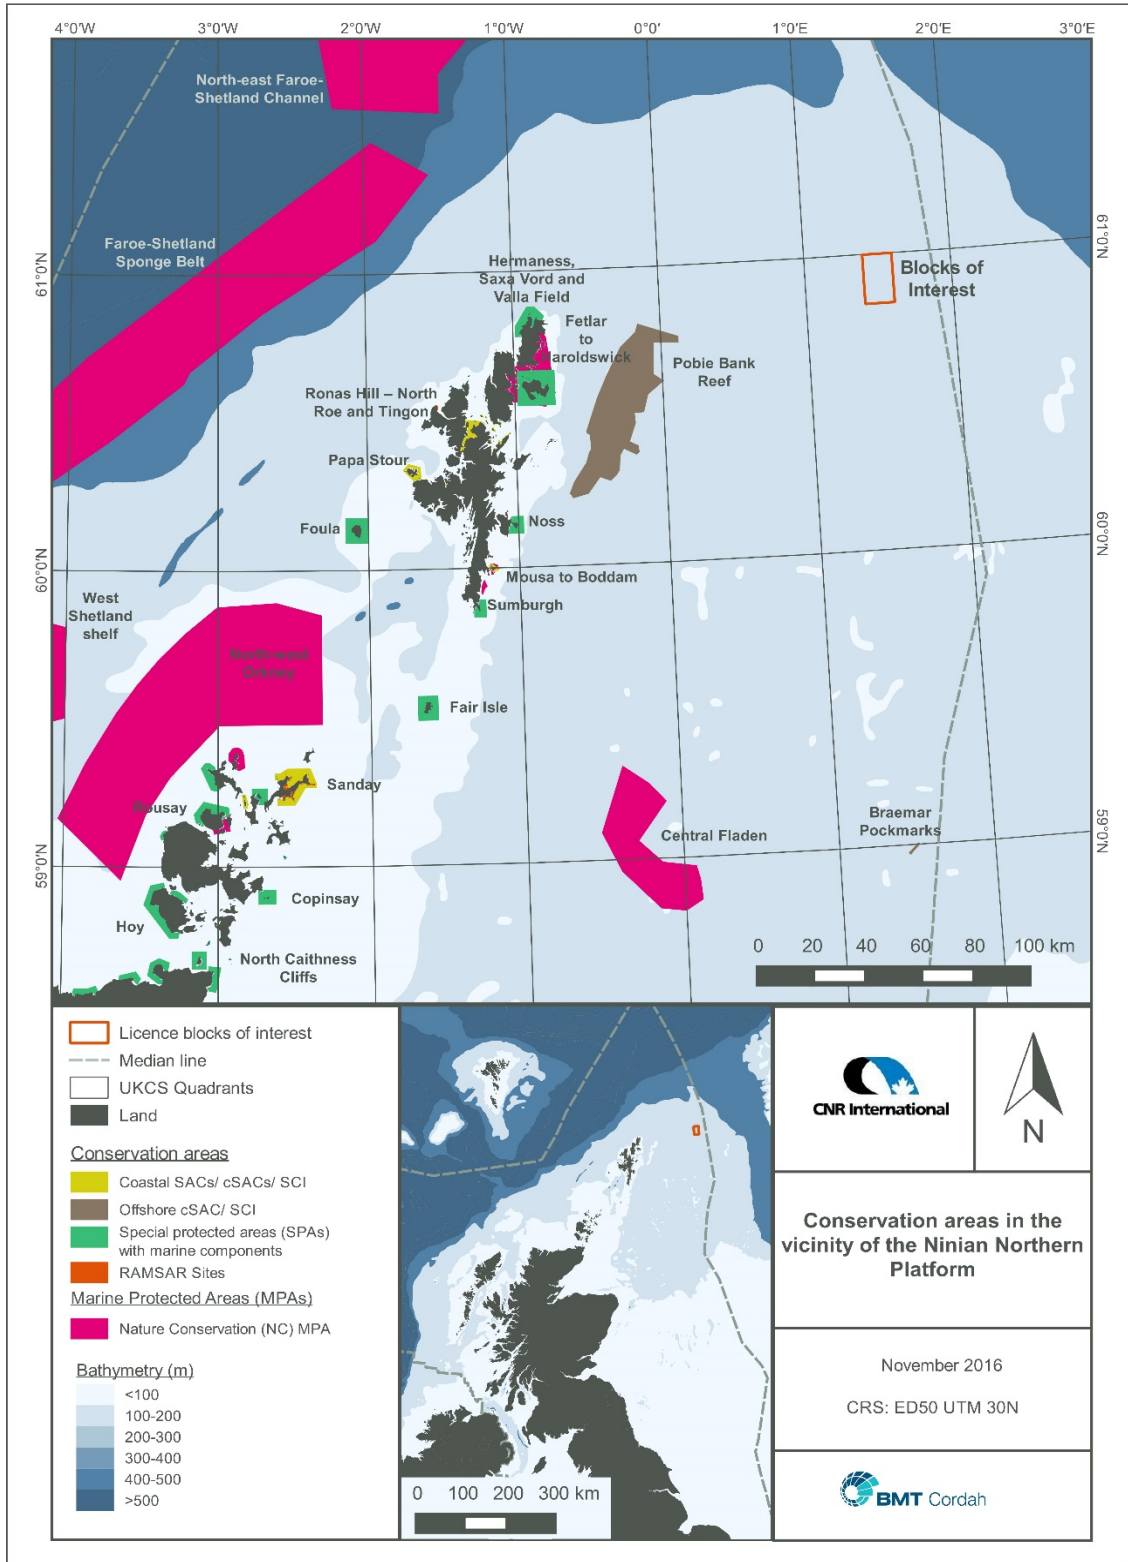 4°0'W 3°0'W 2°0'W 1°0'W 0°0' 1°0'E 2°0'E 3°0'E
North-east Faroe-
Shetland Channel
Faroe-Shetland
Sponge Belt
61°0'N
61°0'N
Hermaness,
Saxa Vord and
Valla Field
Blocks of
Interest
Fetlar
to
Haroldswick
Pobie Bank
Reef
Ronas Hill – North
Roe and Tingon
Papa Stour
Foula
Noss
60°0'N
60°0'N
Mousa to Boddam
Sumburgh
West
Shetland
shelf
North-west
Orkney
Fair Isle
Sanday
Rousay
Central Fladen
Braemar
Pockmarks
59°0'N
59°0'N
Copinsay
Hoy
North Caithness
Cliffs
0 20 40 60 80 100 km
Licence blocks of interest
Median line
UKCS Quadrants
Land
Conservation areas
Coastal SACs/ cSACs/ SCI
Offshore cSAC/ SCI
Special protected areas (SPAs)
with marine components
RAMSAR Sites
Marine Protected Areas (MPAs)
Nature Conservation (NC) MPA
Bathymetry (m)
<100
100-200
200-300
300-400
400-500
>500
0 100 200 300 km
CNR International
N
Conservation areas in the
vicinity of the Ninian Northern
Platform
November 2016
CRS: ED50 UTM 30N
BMT Cordah